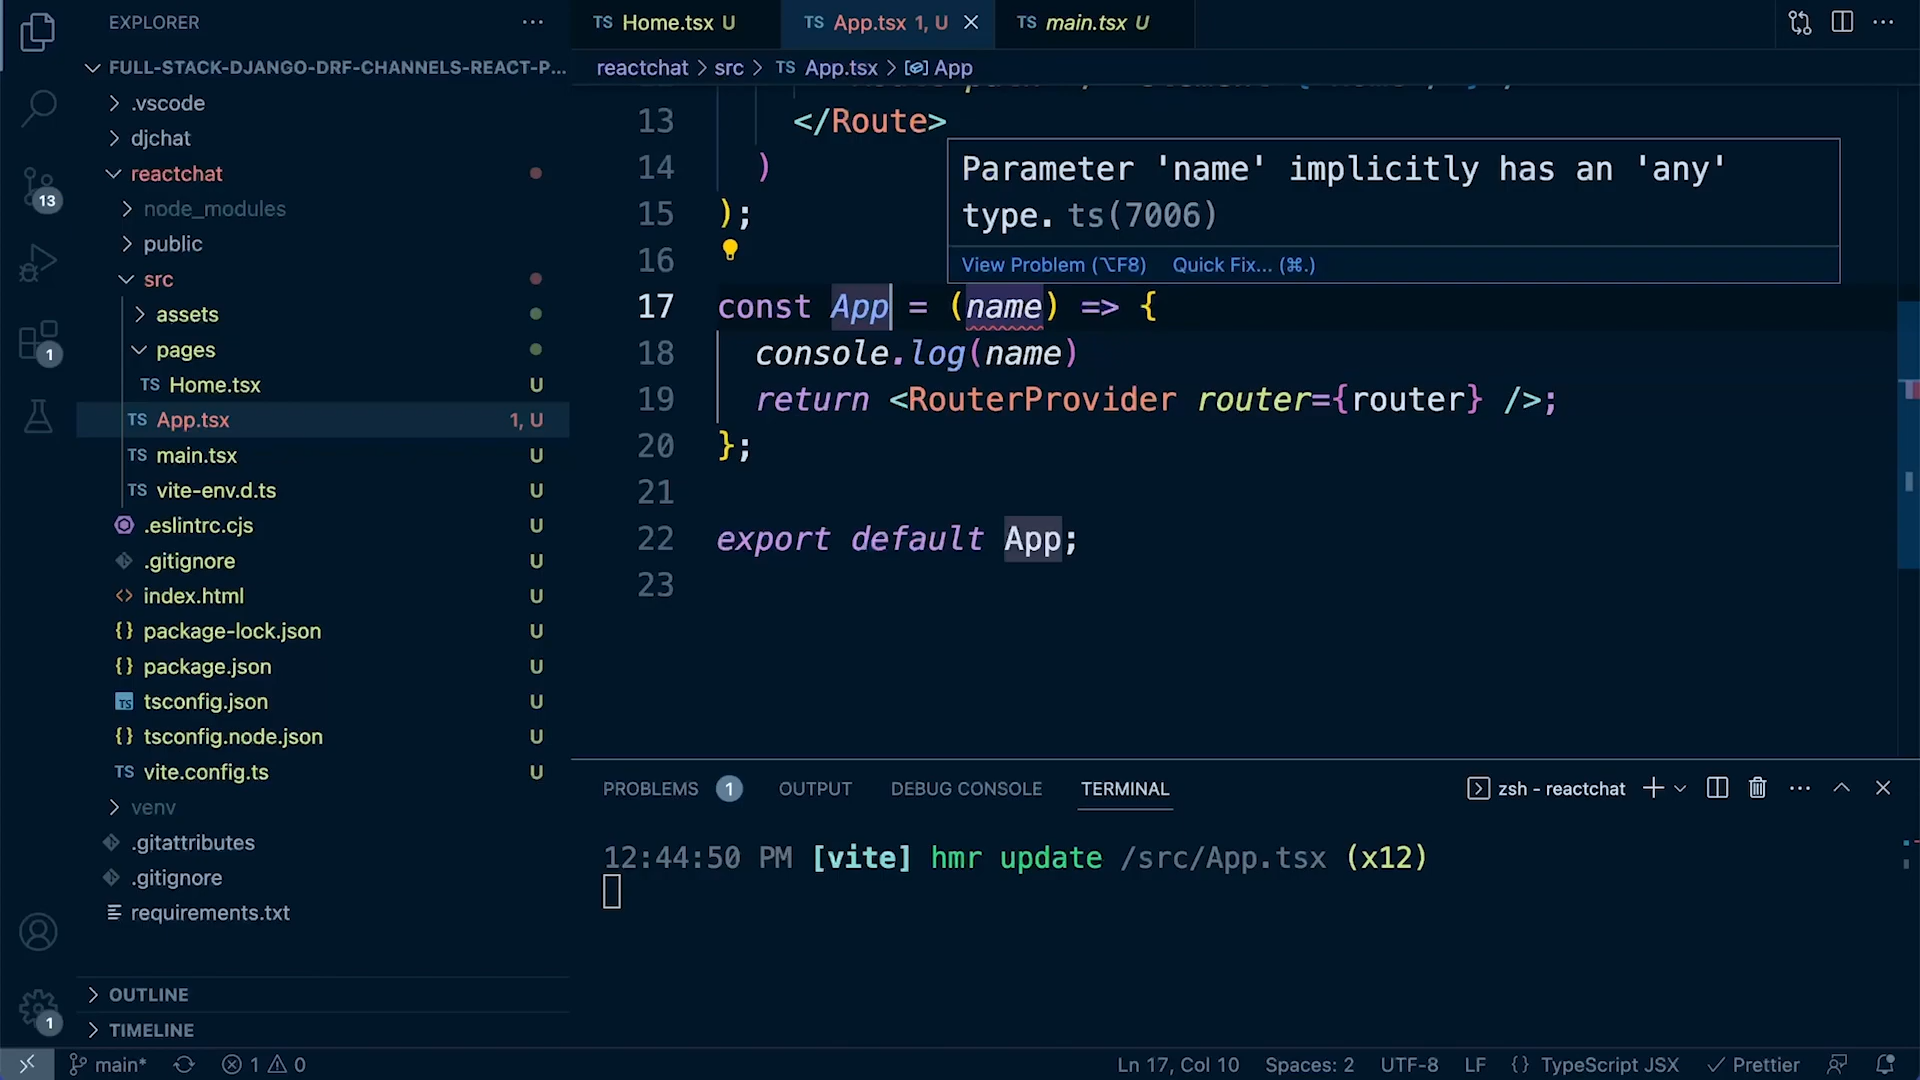 EXPLORER
FULL-STACK-DJANGO-DRF-CHANNELS-REACT-P...
.vscode
djchat
reactchat
node_modules
public
src
assets
pages
TS Home.tsx U
TS App.tsx 1, U
TS main.tsx U
TS vite-env.d.ts U
.eslintrc.cjs U
.gitignore U
<> index.html U
{} package-lock.json U
{} package.json U
TS tsconfig.json U
{} tsconfig.node.json U
TS vite.config.ts U
venv
.gitattributes
.gitignore
requirements.txt
OUTLINE
TIMELINE
13
1
1
TS Home.tsx U
TS App.tsx 1, U
TS main.tsx U
reactchat > src > TS App.tsx > App
13 </Route>
14 )
15 );
16
17 const App = (name) => {
18 console.log(name)
19 return <RouterProvider router={router} />;
20 };
21
22 export default App;
23
Parameter 'name' implicitly has an 'any'
type. ts(7006)
View Problem (⌥F8) Quick Fix... (⌘.)
PROBLEMS 1 OUTPUT DEBUG CONSOLE TERMINAL
zsh - reactchat
12:44:50 PM [vite] hmr update /src/App.tsx (x12)
main* 1 0
Ln 17, Col 10 Spaces: 2 UTF-8 LF {} TypeScript JSX Prettier